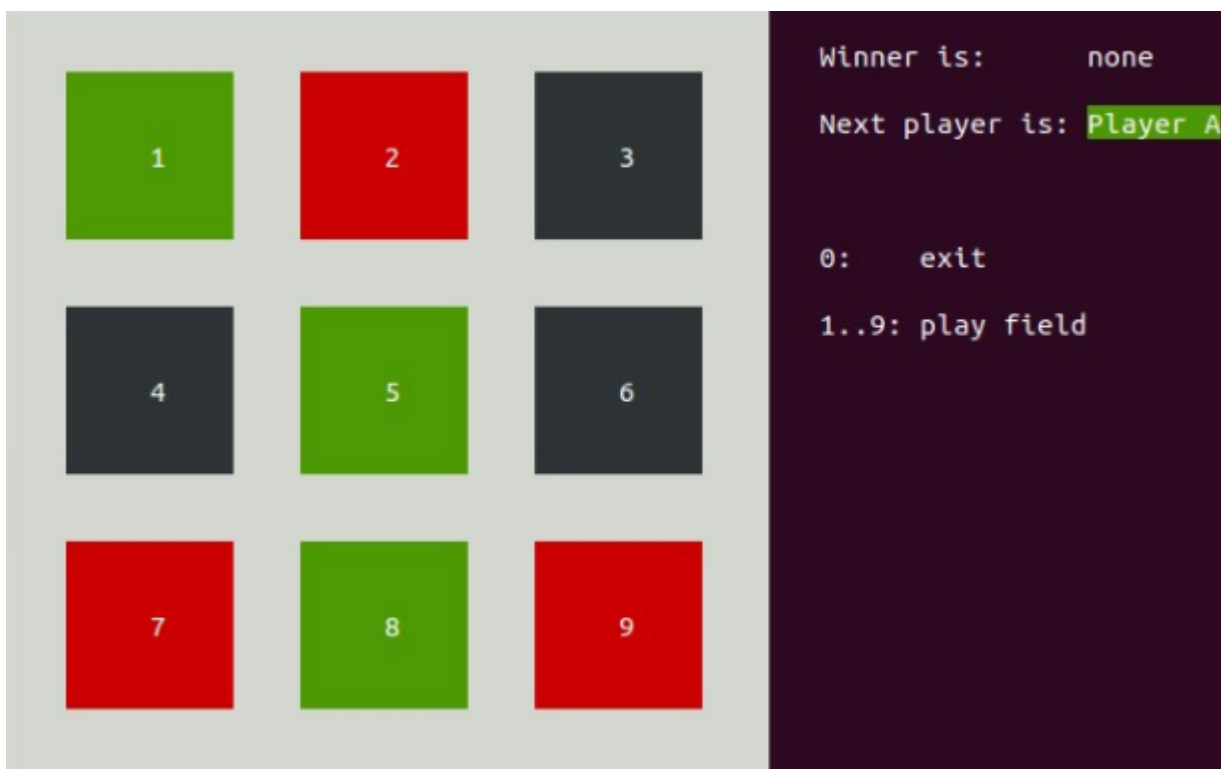 1 2 3
4 5 6
7 8 9
Winner is: none
Next player is: Player A
0: exit
1..9: play field